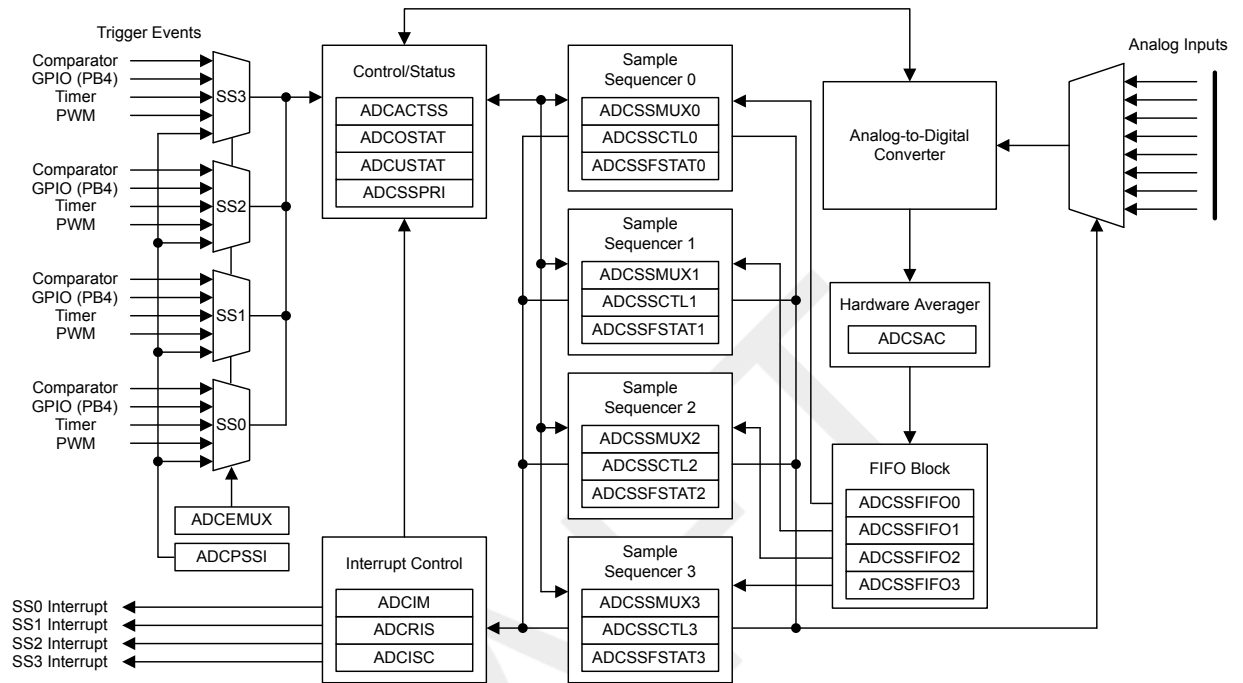 Trigger Events
Comparator
GPIO (PB4)
Timer
PWM
SS3
Comparator
GPIO (PB4)
Timer
PWM
SS2
Comparator
GPIO (PB4)
Timer
PWM
SS1
Comparator
GPIO (PB4)
Timer
PWM
SS0
ADCEMUX
ADCPSSI
SS0 Interrupt
SS1 Interrupt
SS2 Interrupt
SS3 Interrupt
Control/Status
ADCACTSS
ADCOSTAT
ADCUSTAT
ADCSSPRI
Interrupt Control
ADCIM
ADCRIS
ADCISC
Sample
Sequencer 0
ADCSSMUX0
ADCSSCTL0
ADCSSFSTAT0
Sample
Sequencer 1
ADCSSMUX1
ADCSSCTL1
ADCSSFSTAT1
Sample
Sequencer 2
ADCSSMUX2
ADCSSCTL2
ADCSSFSTAT2
Sample
Sequencer 3
ADCSSMUX3
ADCSSCTL3
ADCSSFSTAT3
Analog-to-Digital
Converter
Hardware Averager
ADCSAC
FIFO Block
ADCSSFIFO0
ADCSSFIFO1
ADCSSFIFO2
ADCSSFIFO3
Analog Inputs